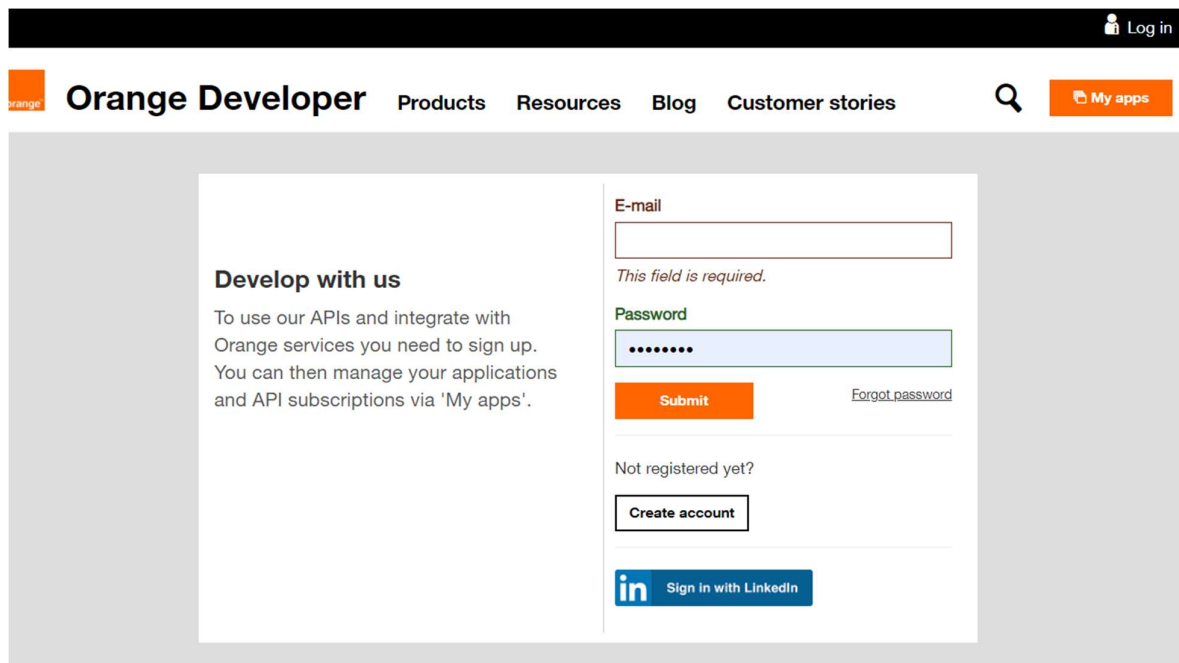 Log in
orange™
Orange Developer Products Resources Blog Customer stories My apps
Develop with us
To use our APIs and integrate with
Orange services you need to sign up.
You can then manage your applications
and API subscriptions via 'My apps'.
E-mail
This field is required.
Password
••••••••
Submit Forgot password
Not registered yet?
Create account
in Sign in with LinkedIn